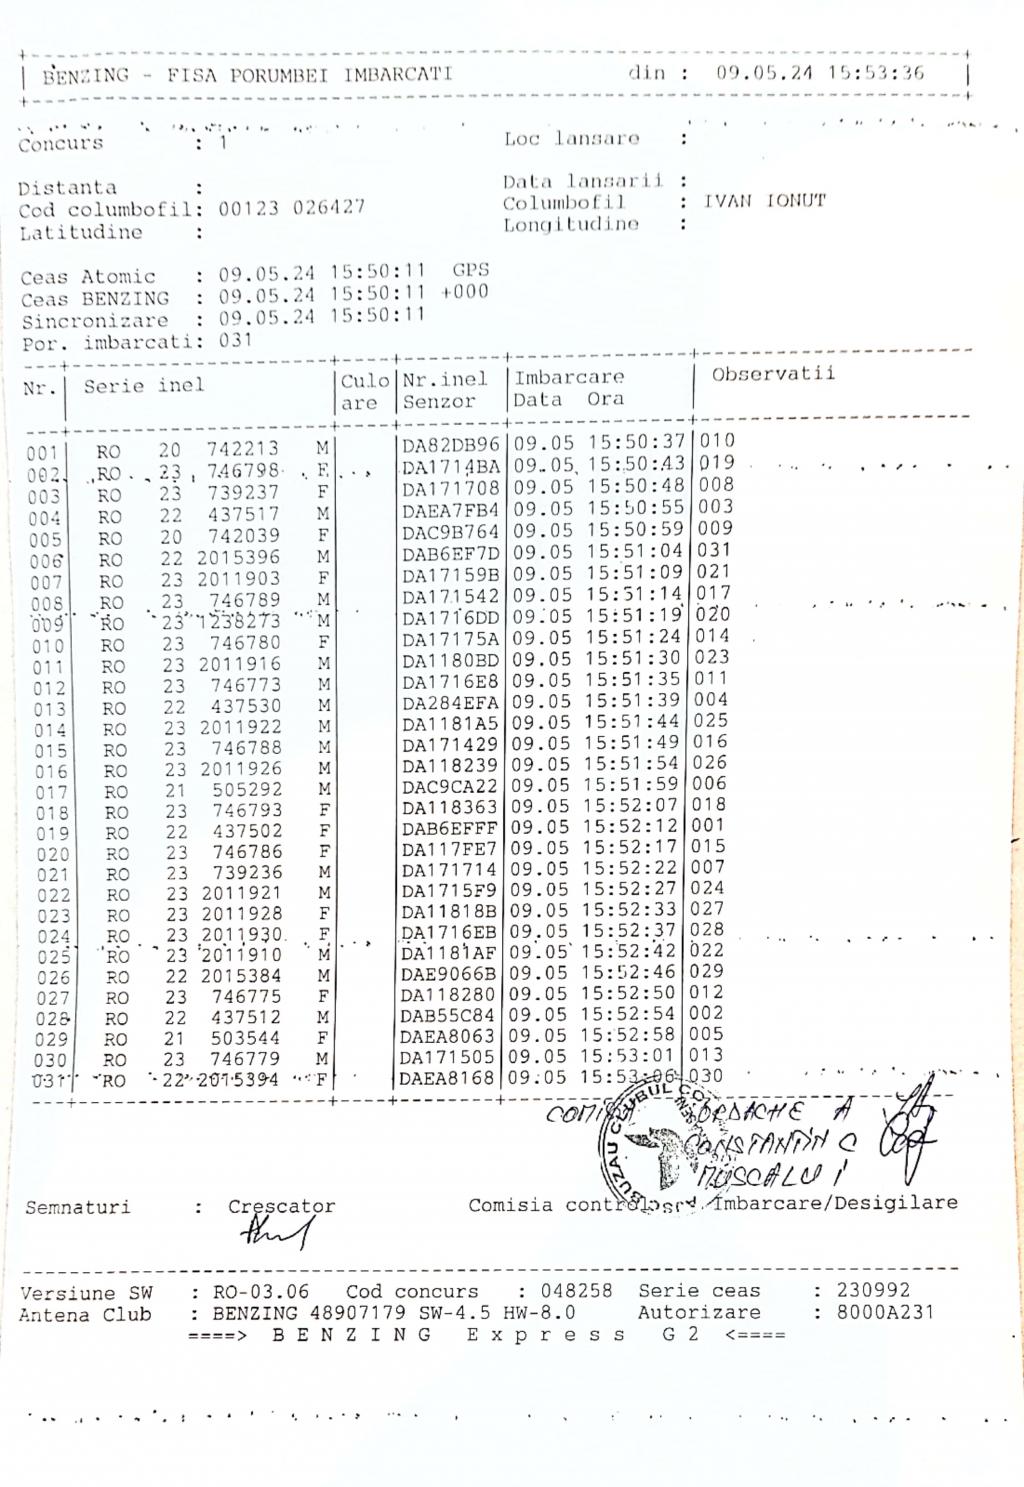 BENZING - FISA PORUMBEI IMBARCATI din : 09.05.24 15:53:36
Concurs : 1 Loc lansare :
Distanta : Data lansarii :
Cod columbofil: 00123 026427 Columbofil : IVAN IONUT
Latitudine : Longitudine :
Ceas Atomic : 09.05.24 15:50:11 GPS
Ceas BENZING : 09.05.24 15:50:11 +000
Sincronizare : 09.05.24 15:50:11
Por. imbarcati: 031
Nr. Serie inel Culo Nr.inel Imbarcare Observatii
are Senzor Data Ora
001 RO 20 742213 M DA82DB96 09.05 15:50:37 010
002 RO 23 746798 F DA1714BA 09.05 15:50:43 019
003 RO 23 739237 F DA171708 09.05 15:50:48 008
004 RO 22 437517 M DAEA7FB4 09.05 15:50:55 003
005 RO 20 742039 F DAC9B764 09.05 15:50:59 009
006 RO 22 2015396 M DAB6EF7D 09.05 15:51:04 031
007 RO 23 2011903 F DA17159B 09.05 15:51:09 021
008 RO 23 746789 M DA171542 09.05 15:51:14 017
009 RO 23 1238273 M DA1716DD 09.05 15:51:19 020
010 RO 23 746780 F DA17175A 09.05 15:51:24 014
011 RO 23 2011916 M DA1180BD 09.05 15:51:30 023
012 RO 23 746773 M DA1716E8 09.05 15:51:35 011
013 RO 22 437530 M DA284EFA 09.05 15:51:39 004
014 RO 23 2011922 M DA1181A5 09.05 15:51:44 025
015 RO 23 746788 M DA171429 09.05 15:51:49 016
016 RO 23 2011926 M DA118239 09.05 15:51:54 026
017 RO 21 505292 M DAC9CA22 09.05 15:51:59 006
018 RO 23 746793 F DA118363 09.05 15:52:07 018
019 RO 22 437502 F DAB6EFFF 09.05 15:52:12 001
020 RO 23 746786 F DA117FE7 09.05 15:52:17 015
021 RO 23 739236 M DA171714 09.05 15:52:22 007
022 RO 23 2011921 M DA1715F9 09.05 15:52:27 024
023 RO 23 2011928 F DA11818B 09.05 15:52:33 027
024 RO 23 2011930 F DA1716EB 09.05 15:52:37 028
025 RO 23 2011910 M DA1181AF 09.05 15:52:42 022
026 RO 22 2015384 M DAE9066B 09.05 15:52:46 029
027 RO 23 746775 F DA118280 09.05 15:52:50 012
028 RO 22 437512 M DAB55C84 09.05 15:52:54 002
029 RO 21 503544 F DAEA8063 09.05 15:52:58 005
030 RO 23 746779 M DA171505 09.05 15:53:01 013
031 RO 22 2015394 F DAEA8168 09.05 15:53:06 030
IORDACHE A
CONSTANTIN C
MUSCALU I
BUZAU CLUBUL
Semnaturi : Crescator Comisia control Imbarcare/Desigilare
Versiune SW : RO-03.06 Cod concurs : 048258 Serie ceas : 230992
Antena Club : BENZING 48907179 SW-4.5 HW-8.0 Autorizare : 8000A231
====> B E N Z I N G E x p r e s s G 2 <====